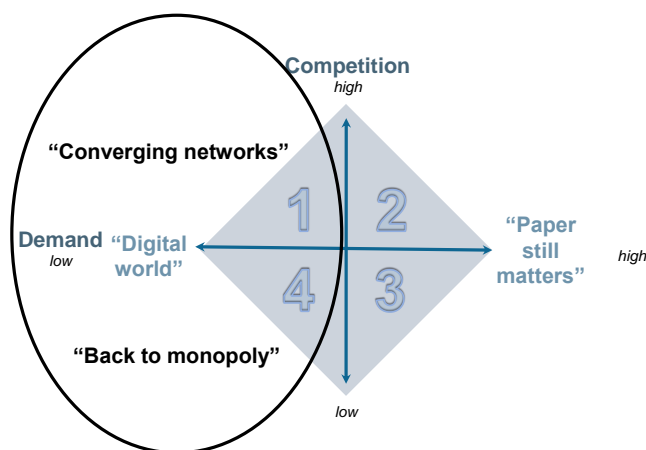 Competition
high
“Converging networks”
1 2
Demand
low
“Digital
world”
“Paper
still
matters”
high
4 3
“Back to monopoly”
low